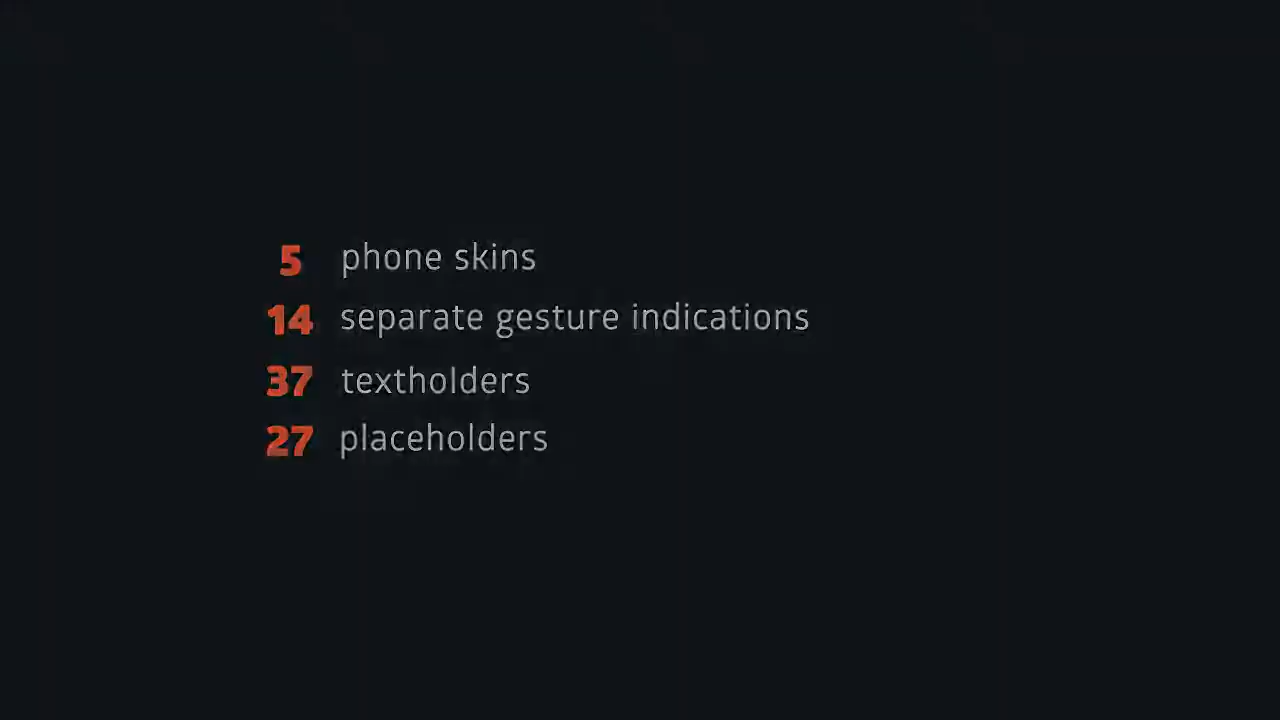 5 phone skins
14 separate gesture indications
37 textholders
27 placeholders